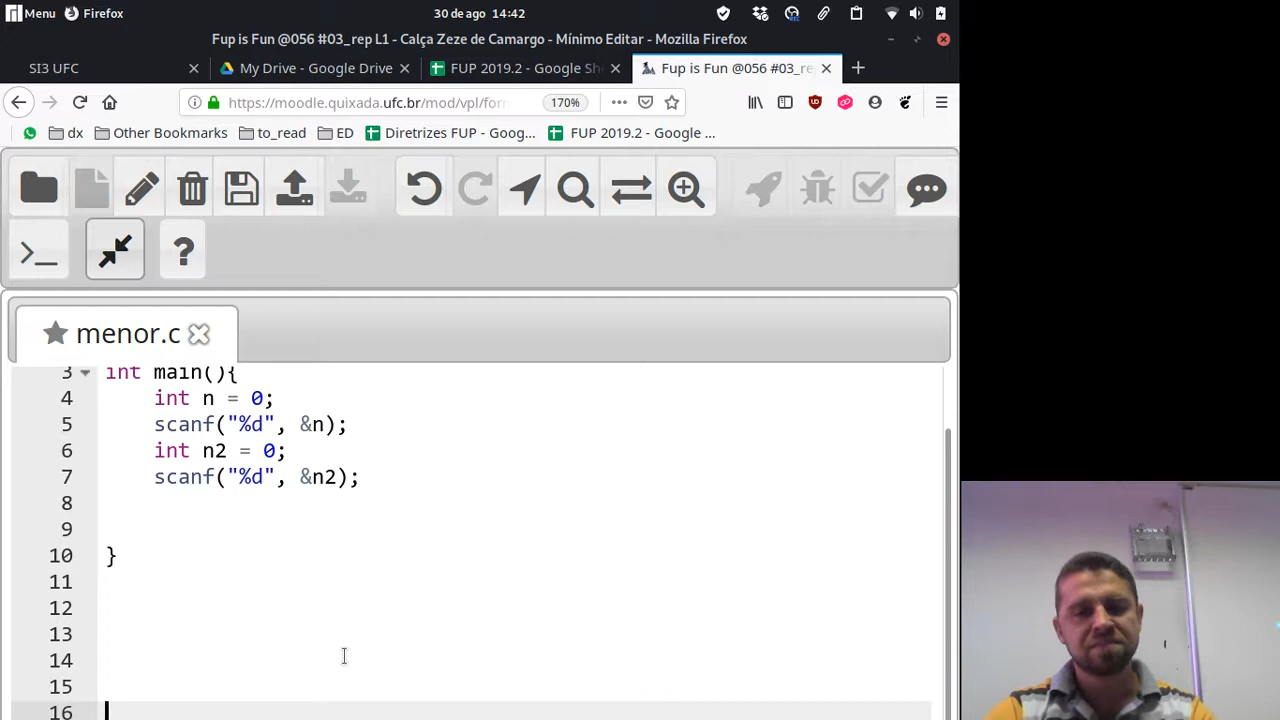 Menu Firefox 30 de ago 14:42
Fup is Fun @056 #03_rep L1 - Calça Zeze de Camargo - Mínimo Editar - Mozilla Firefox
SI3 UFC My Drive - Google Drive FUP 2019.2 - Google Sh Fup is Fun @056 #03_re
https://moodle.quixada.ufc.br/mod/vpl/for 170%
dx Other Bookmarks to_read ED Diretrizes FUP - Goog... FUP 2019.2 - Google ...
>_ ?
menor.c
3 int main(){
4 int n = 0;
5 scanf("%d", &n);
6 int n2 = 0;
7 scanf("%d", &n2);
8
9
10 }
11
12
13
14
15
16